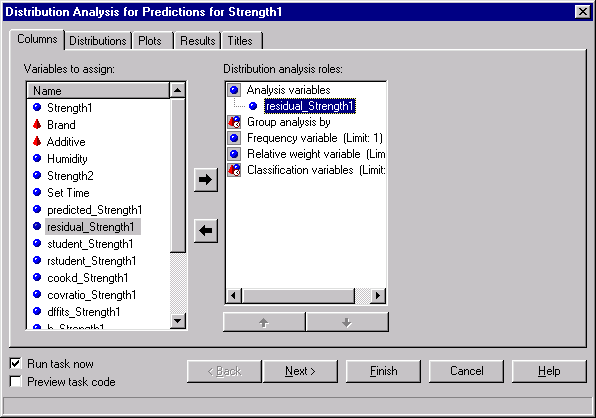 Distribution Analysis for Predictions for Strength1
Columns Distributions Plots Results Titles
Variables to assign:
Name
Strength1
Brand
Additive
Humidity
Strength2
Set Time
predicted_Strength1
residual_Strength1
student_Strength1
rstudent_Strength1
cookd_Strength1
covratio_Strength1
dffits_Strength1
Distribution analysis roles:
Analysis variables
residual_Strength1
Group analysis by
Frequency variable (Limit: 1)
Relative weight variable (Lim
Classification variables (Limit:
Run task now
Preview task code
< Back Next > Finish Cancel Help